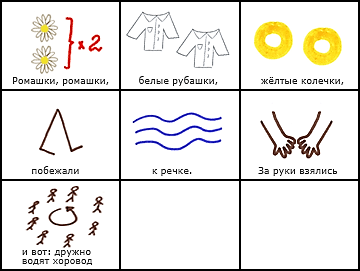 x 2
Ромашки, ромашки,
белые рубашки,
жёлтые колечки,
побежали
к речке.
За руки взялись
и вот: дружно
водят хоровод